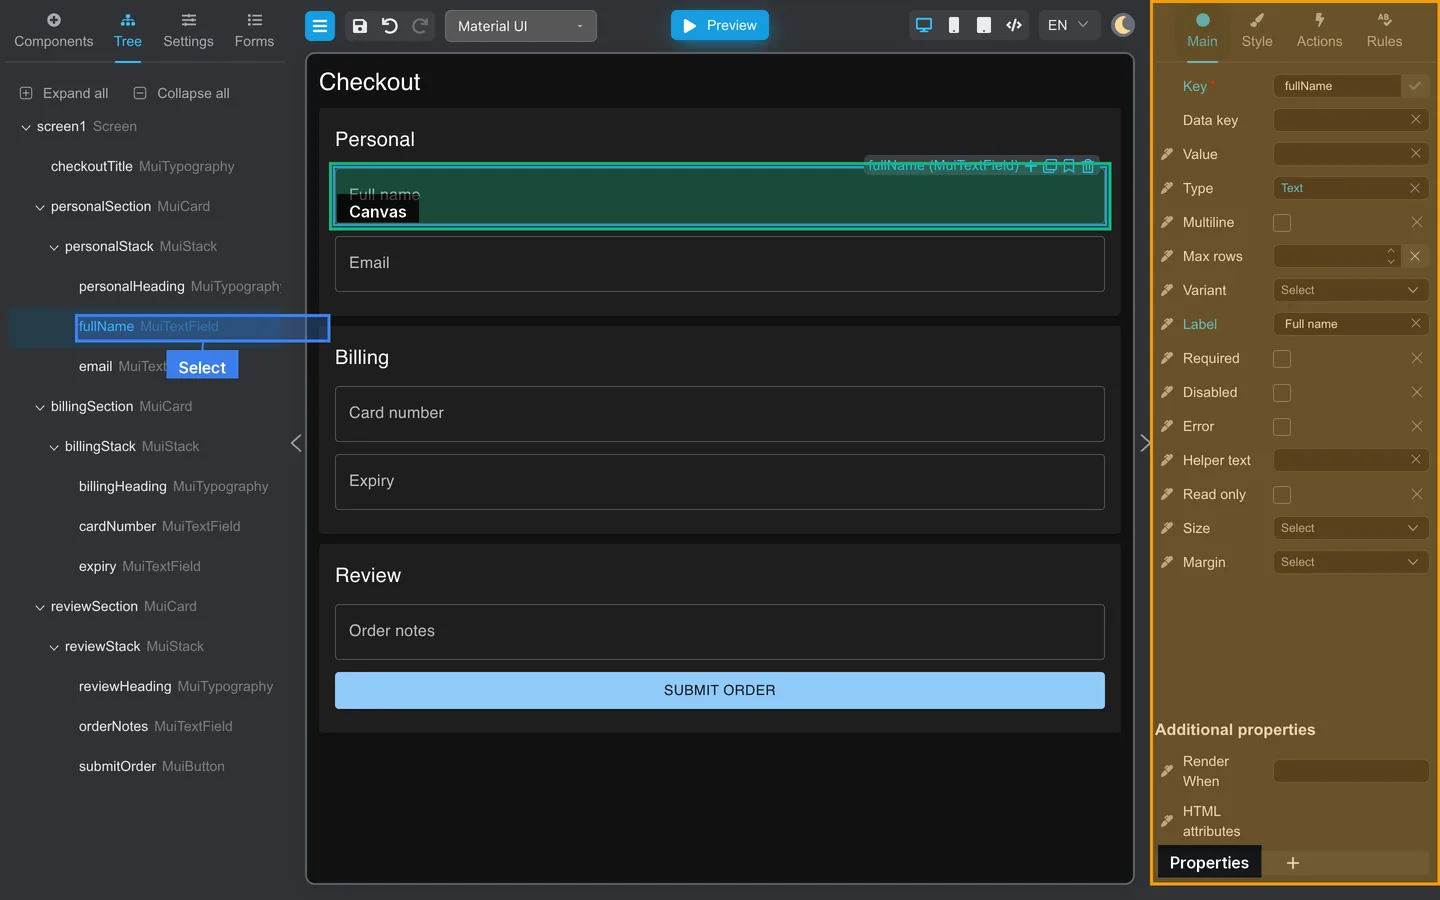 Components
Tree
Settings
Forms
Material UI
Preview
EN
Main
Style
Actions
Rules
Expand all
Collapse all
screen1 Screen
checkoutTitle MuiTypography
personalSection MuiCard
personalStack MuiStack
personalHeading MuiTypography
fullName MuiTextField
Select
email MuiText
billingSection MuiCard
billingStack MuiStack
billingHeading MuiTypography
cardNumber MuiTextField
expiry MuiTextField
reviewSection MuiCard
reviewStack MuiStack
reviewHeading MuiTypography
orderNotes MuiTextField
submitOrder MuiButton
Checkout
Personal
fullName (MuiTextField)
Full name
Canvas
Email
Billing
Card number
Expiry
Review
Order notes
SUBMIT ORDER
Key * fullName
Data key
Value
Type Text
Multiline
Max rows
Variant Select
Label Full name
Required
Disabled
Error
Helper text
Read only
Size Select
Margin Select
Additional properties
Render
When
HTML
attributes
Properties